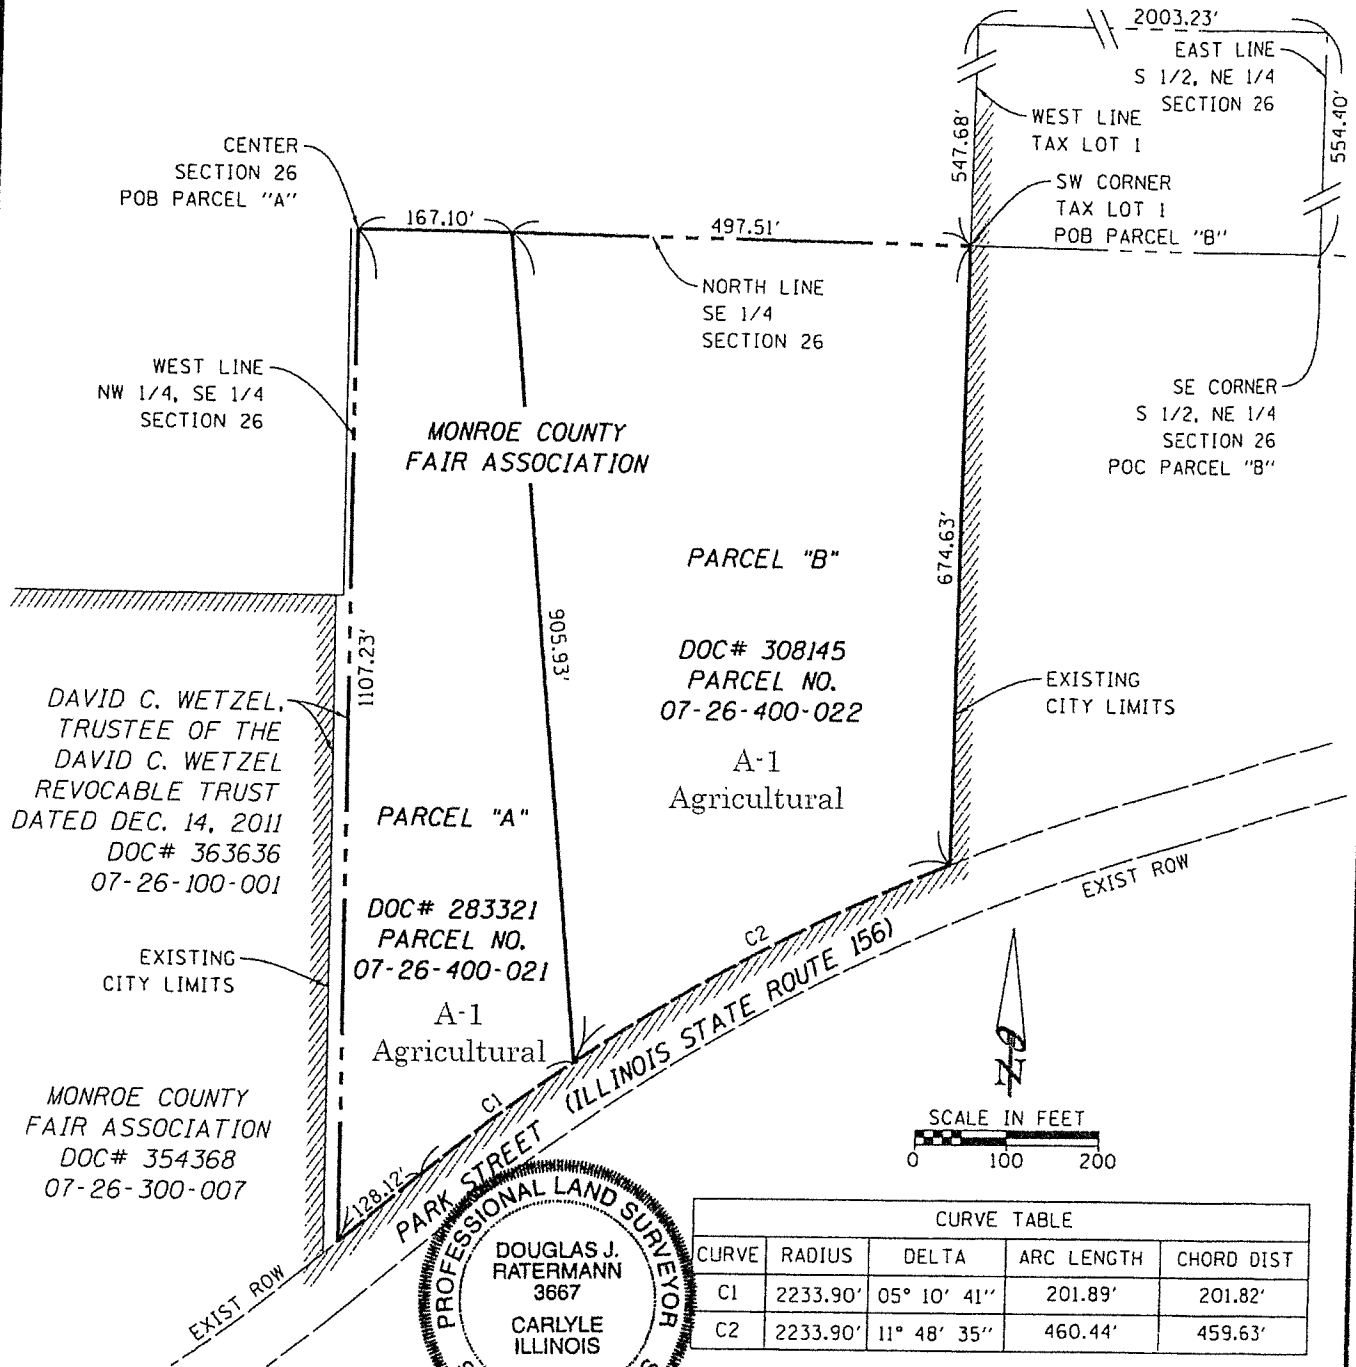 2003.23'
EAST LINE
S 1/2, NE 1/4
SECTION 26
554.40'
547.68'
WEST LINE
TAX LOT 1
SW CORNER
TAX LOT 1
POB PARCEL "B"
CENTER
SECTION 26
POB PARCEL "A"
167.10'
497.51'
NORTH LINE
SE 1/4
SECTION 26
WEST LINE
NW 1/4, SE 1/4
SECTION 26
SE CORNER
S 1/2, NE 1/4
SECTION 26
POC PARCEL "B"
MONROE COUNTY
FAIR ASSOCIATION
674.63'
PARCEL "B"
DOC# 308145
PARCEL NO.
07-26-400-022
A-1
Agricultural
905.93'
1107.23'
EXISTING
CITY LIMITS
DAVID C. WETZEL,
TRUSTEE OF THE
DAVID C. WETZEL
REVOCABLE TRUST
DATED DEC. 14, 2011
DOC# 363636
07-26-100-001
PARCEL "A"
DOC# 283321
PARCEL NO.
07-26-400-021
A-1
Agricultural
EXISTING
CITY LIMITS
EXIST ROW
C2
C1
128.12'
PARK STREET (ILLINOIS STATE ROUTE 156)
MONROE COUNTY
FAIR ASSOCIATION
DOC# 354368
07-26-300-007
EXIST ROW
N
SCALE IN FEET
0 100 200
PROFESSIONAL LAND SURVEYOR
DOUGLAS J.
RATERMANN
3667
CARLYLE
ILLINOIS
CURVE TABLE
CURVE RADIUS DELTA ARC LENGTH CHORD DIST
C1 2233.90' 05° 10' 41'' 201.89' 201.82'
C2 2233.90' 11° 48' 35'' 460.44' 459.63'